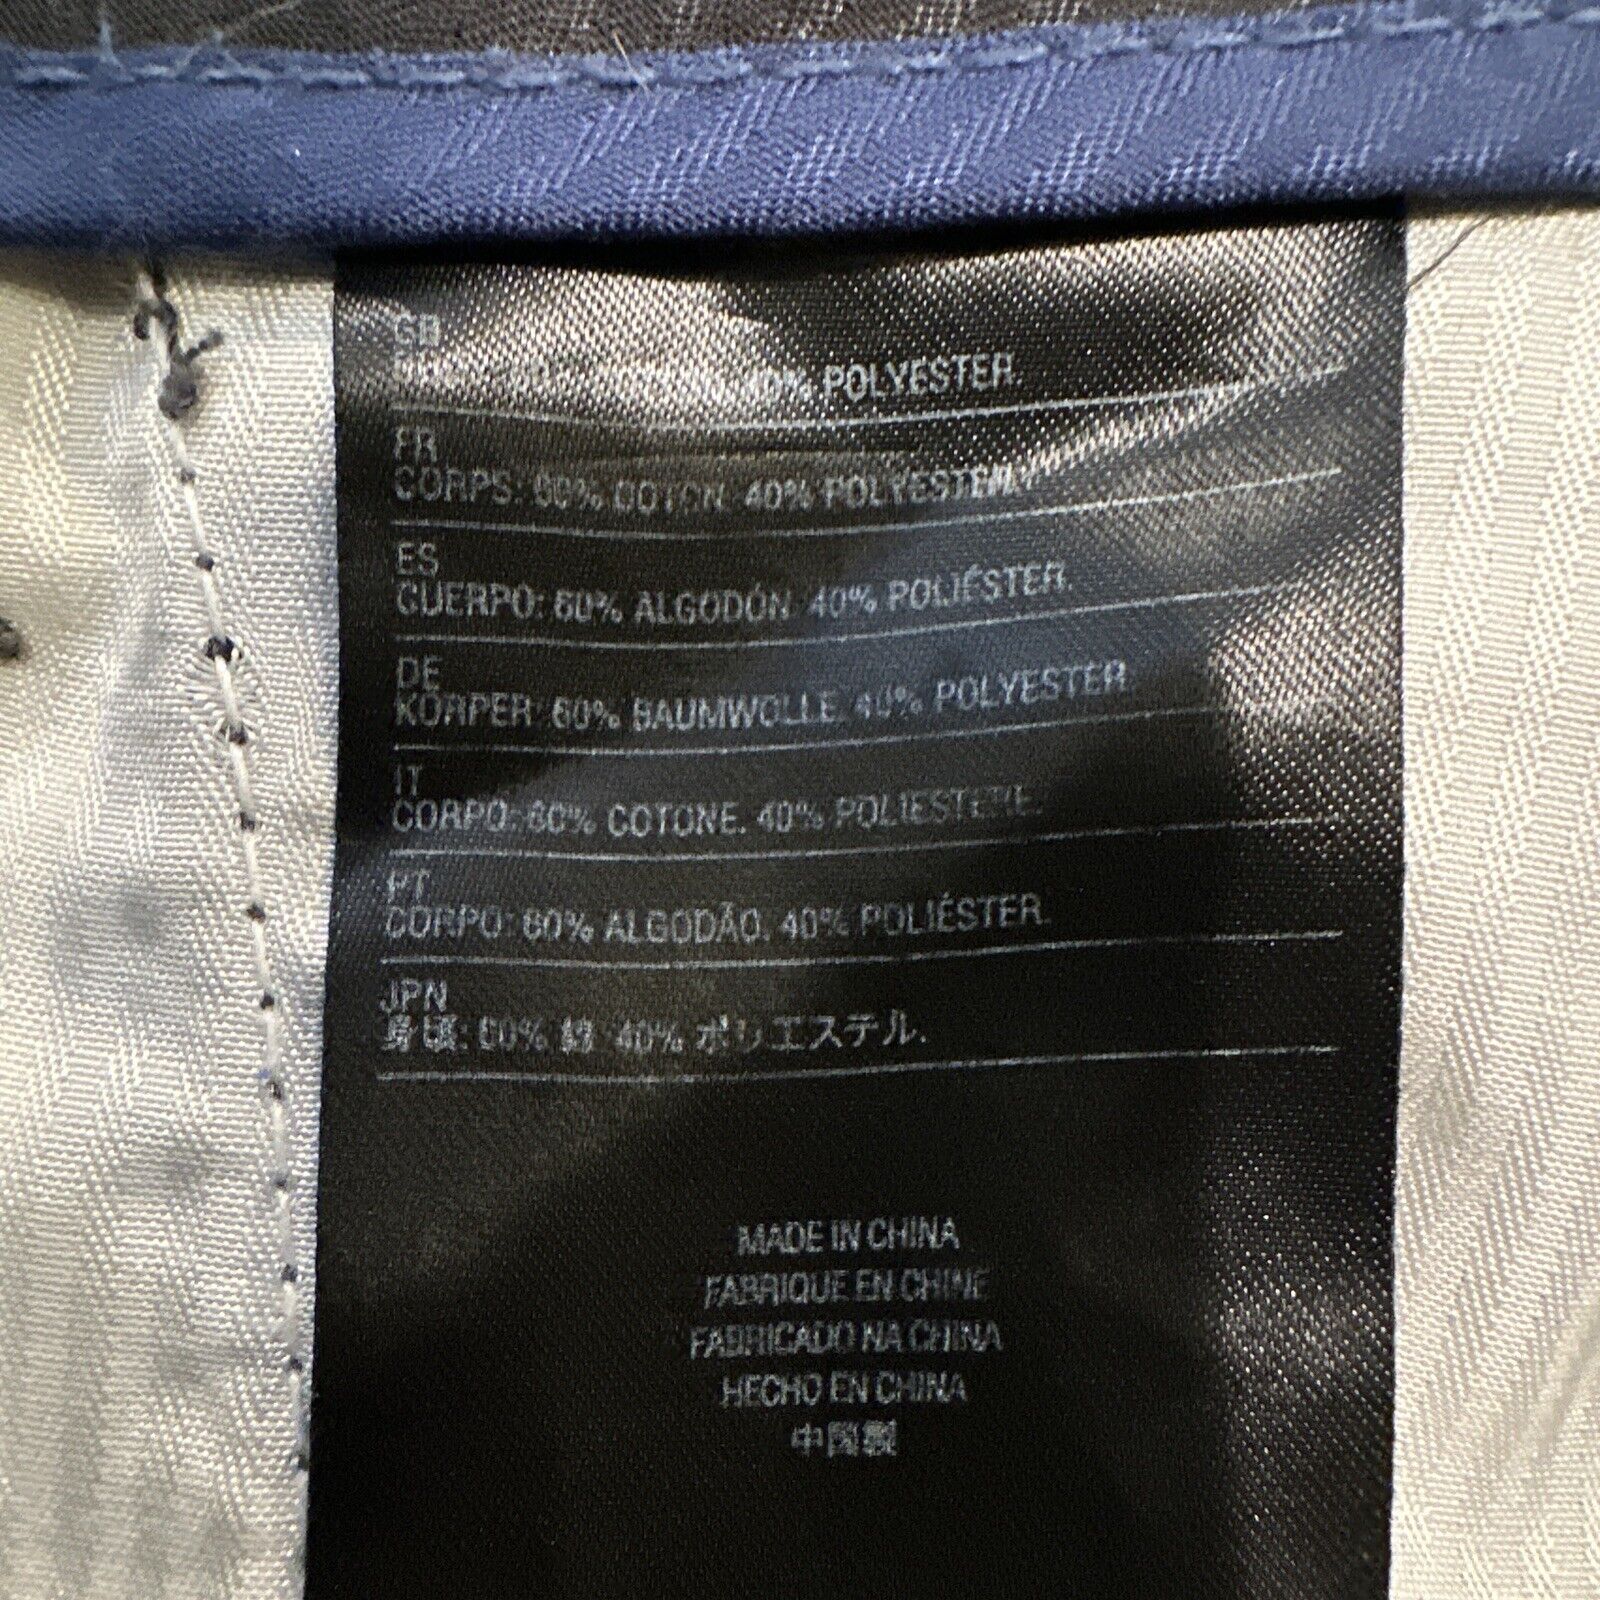 GB
40% POLYESTER.
FR
CORPS: 60% COTON. 40% POLYESTER.
ES
CUERPO: 60% ALGODÓN. 40% POLIÉSTER.
DE
KÖRPER: 60% BAUMWOLLE. 40% POLYESTER.
IT
CORPO: 60% COTONE. 40% POLIESTERE.
PT
CORPO: 60% ALGODÃO. 40% POLIÉSTER.
JPN
身頃: 60% 綿 40% ポリエステル.
MADE IN CHINA
FABRIQUE EN CHINE
FABRICADO NA CHINA
HECHO EN CHINA
中国製